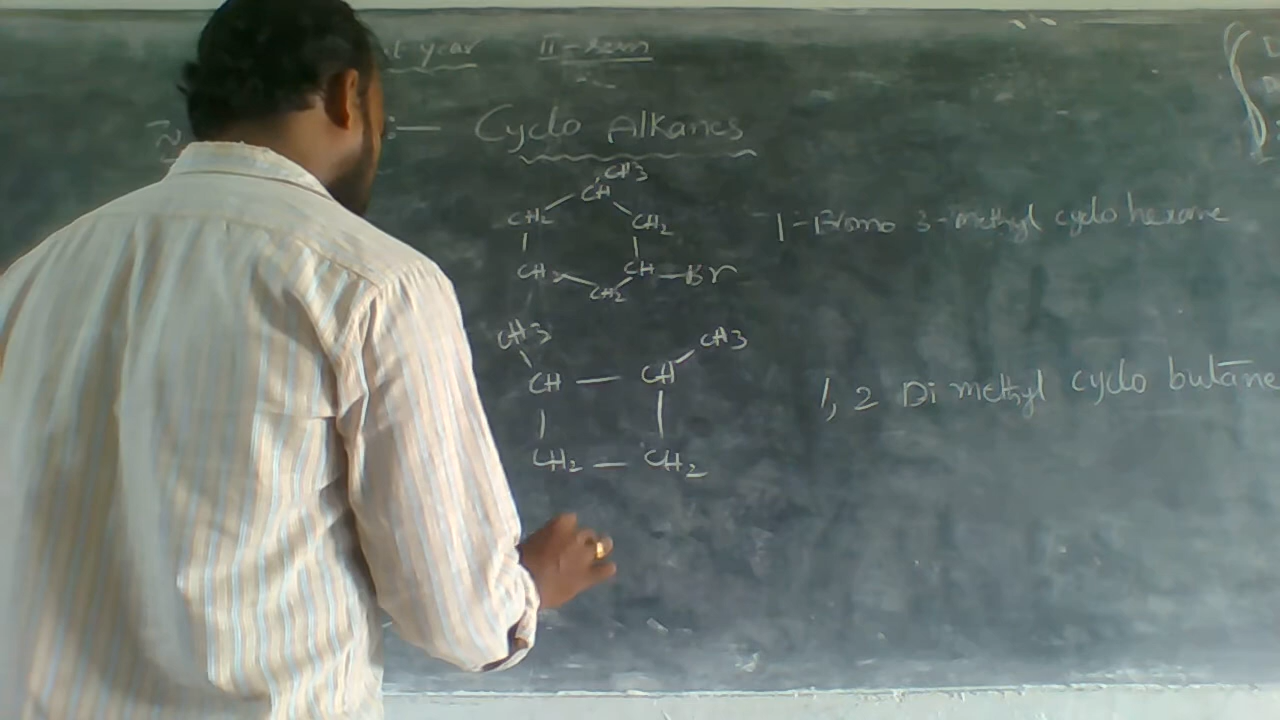 year II-sem
Cyclo Alkanes
CH3
CH
CH2 CH2
CH2 CH-Br
CH2
1-Bromo 3-methyl cyclo hexane
CH3 CH3
CH — CH
CH2 — CH2
1, 2 Di methyl cyclo butane